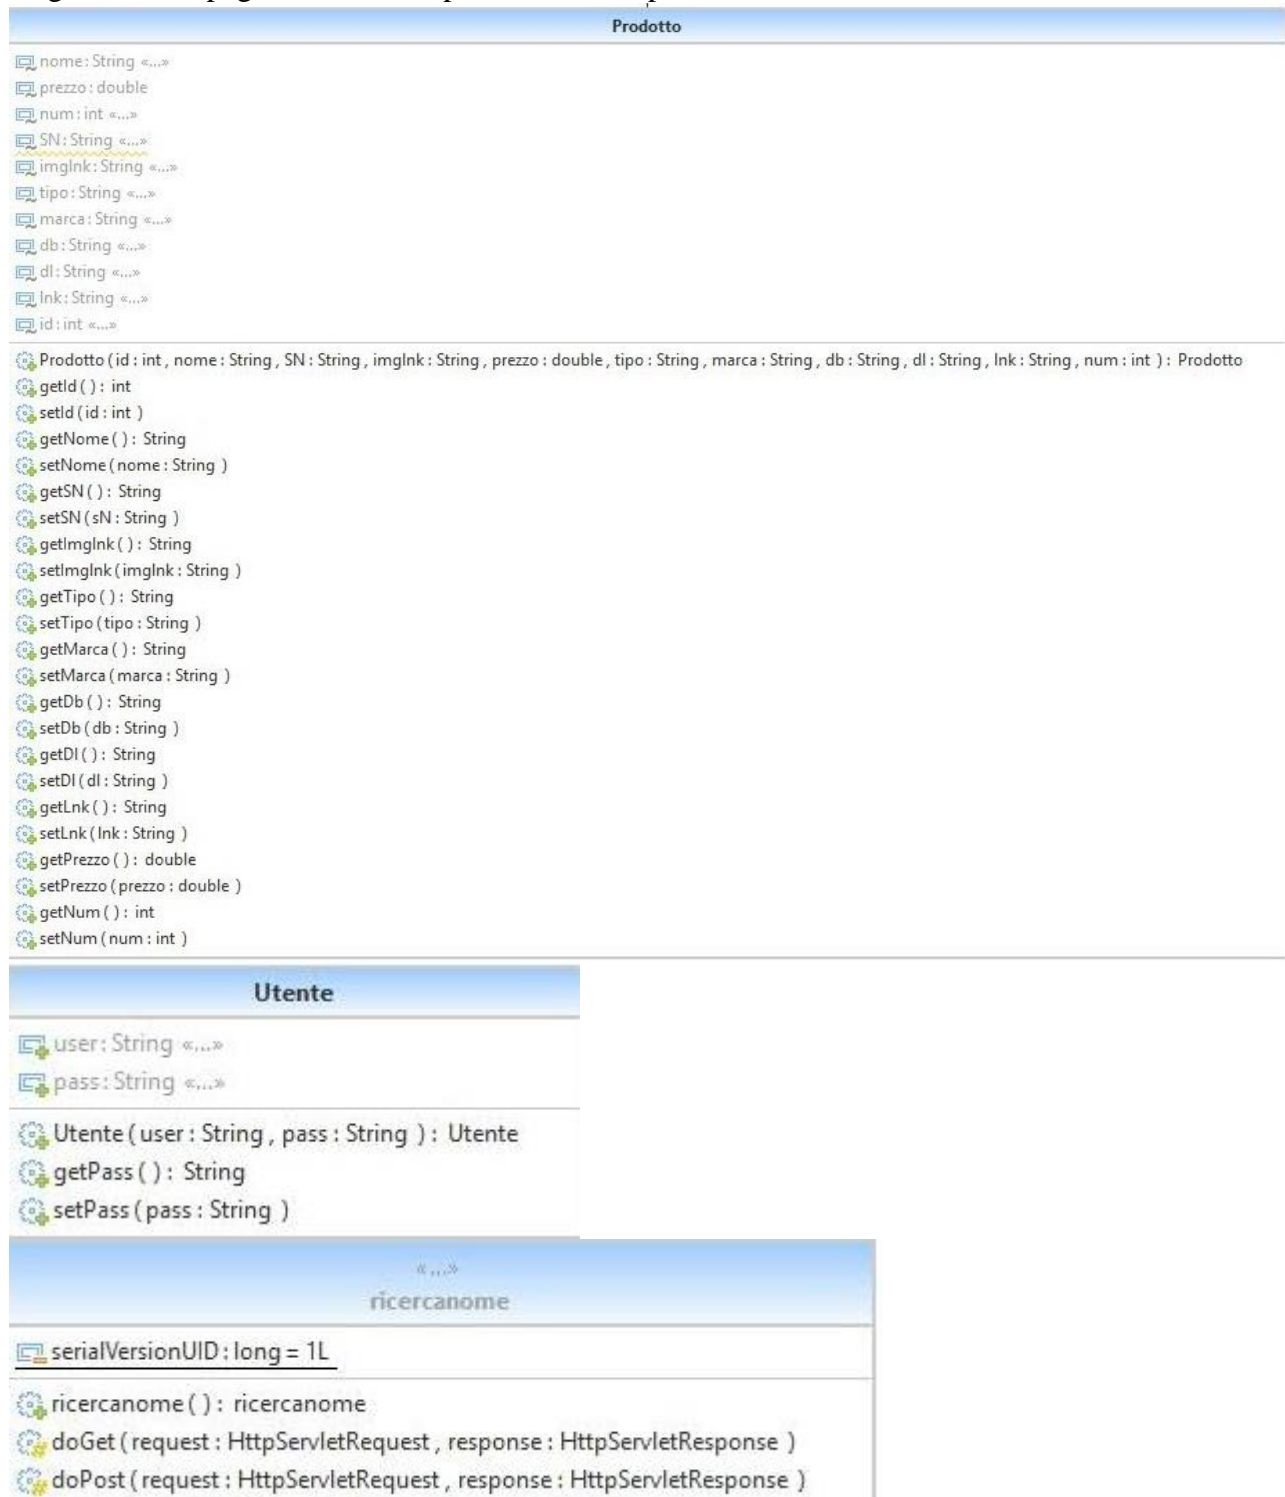 Prodotto
nome: String «...»
prezzo: double
num: int «...»
SN: String «...»
imglnk: String «...»
tipo: String «...»
marca: String «...»
db: String «...»
dl: String «...»
lnk: String «...»
id: int «...»
Prodotto ( id : int , nome : String , SN : String , imglnk : String , prezzo : double , tipo : String , marca : String , db : String , dl : String , lnk : String , num : int ) : Prodotto
getId ( ) : int
setId ( id : int )
getNome ( ) : String
setNome ( nome : String )
getSN ( ) : String
setSN ( sN : String )
getImglnk ( ) : String
setImglnk ( imglnk : String )
getTipo ( ) : String
setTipo ( tipo : String )
getMarca ( ) : String
setMarca ( marca : String )
getDb ( ) : String
setDb ( db : String )
getDl ( ) : String
setDl ( dl : String )
getLnk ( ) : String
setLnk ( lnk : String )
getPrezzo ( ) : double
setPrezzo ( prezzo : double )
getNum ( ) : int
setNum ( num : int )
Utente
user: String «...»
pass: String «...»
Utente ( user : String , pass : String ) : Utente
getPass ( ) : String
setPass ( pass : String )
«...»
ricercanome
serialVersionUID : long = 1L
ricercanome ( ) : ricercanome
doGet ( request : HttpServletRequest , response : HttpServletResponse )
doPost ( request : HttpServletRequest , response : HttpServletResponse )